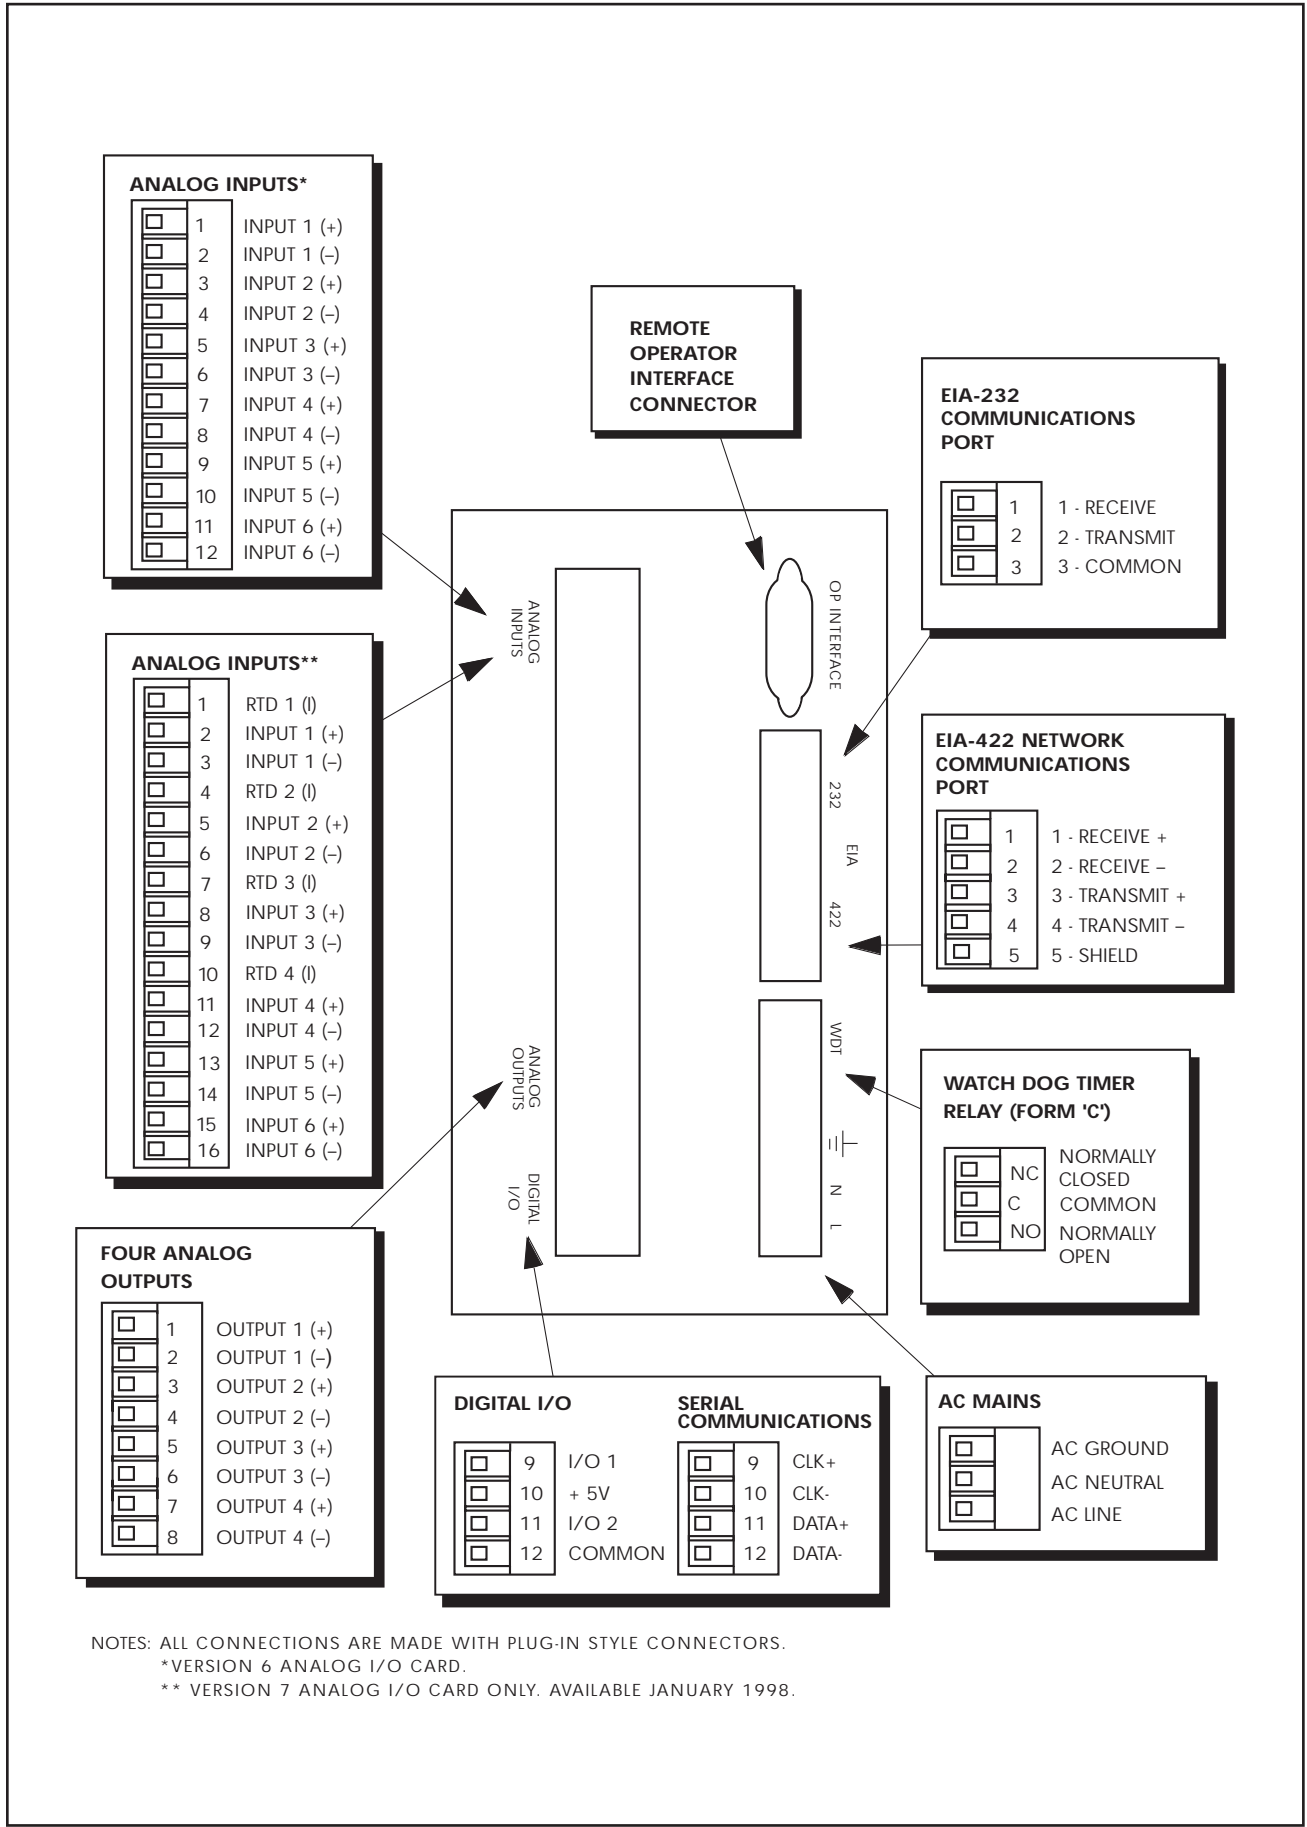 ANALOG INPUTS*
1 INPUT 1 (+)
2 INPUT 1 (–)
3 INPUT 2 (+)
4 INPUT 2 (–)
5 INPUT 3 (+)
6 INPUT 3 (–)
7 INPUT 4 (+)
8 INPUT 4 (–)
9 INPUT 5 (+)
10 INPUT 5 (–)
11 INPUT 6 (+)
12 INPUT 6 (–)
REMOTE
OPERATOR
INTERFACE
CONNECTOR
EIA-232
COMMUNICATIONS
PORT
1 1 - RECEIVE
2 2 - TRANSMIT
3 3 - COMMON
ANALOG INPUTS**
1 RTD 1 (I)
2 INPUT 1 (+)
3 INPUT 1 (–)
4 RTD 2 (I)
5 INPUT 2 (+)
6 INPUT 2 (–)
7 RTD 3 (I)
8 INPUT 3 (+)
9 INPUT 3 (–)
10 RTD 4 (I)
11 INPUT 4 (+)
12 INPUT 4 (–)
13 INPUT 5 (+)
14 INPUT 5 (–)
15 INPUT 6 (+)
16 INPUT 6 (–)
ANALOG
INPUTS
ANALOG
OUTPUTS
DIGITAL
I/O
OP INTERFACE
232
EIA
422
WDT
N
L
EIA-422 NETWORK
COMMUNICATIONS
PORT
1 1 - RECEIVE +
2 2 - RECEIVE –
3 3 - TRANSMIT +
4 4 - TRANSMIT –
5 5 - SHIELD
WATCH DOG TIMER
RELAY (FORM 'C')
NC NORMALLY
CLOSED
C COMMON
NO NORMALLY
OPEN
FOUR ANALOG
OUTPUTS
1 OUTPUT 1 (+)
2 OUTPUT 1 (–)
3 OUTPUT 2 (+)
4 OUTPUT 2 (–)
5 OUTPUT 3 (+)
6 OUTPUT 3 (–)
7 OUTPUT 4 (+)
8 OUTPUT 4 (–)
DIGITAL I/O
9 I/O 1
10 + 5V
11 I/O 2
12 COMMON
SERIAL
COMMUNICATIONS
9 CLK+
10 CLK-
11 DATA+
12 DATA-
AC MAINS
AC GROUND
AC NEUTRAL
AC LINE
NOTES: ALL CONNECTIONS ARE MADE WITH PLUG-IN STYLE CONNECTORS.
*VERSION 6 ANALOG I/O CARD.
** VERSION 7 ANALOG I/O CARD ONLY. AVAILABLE JANUARY 1998.